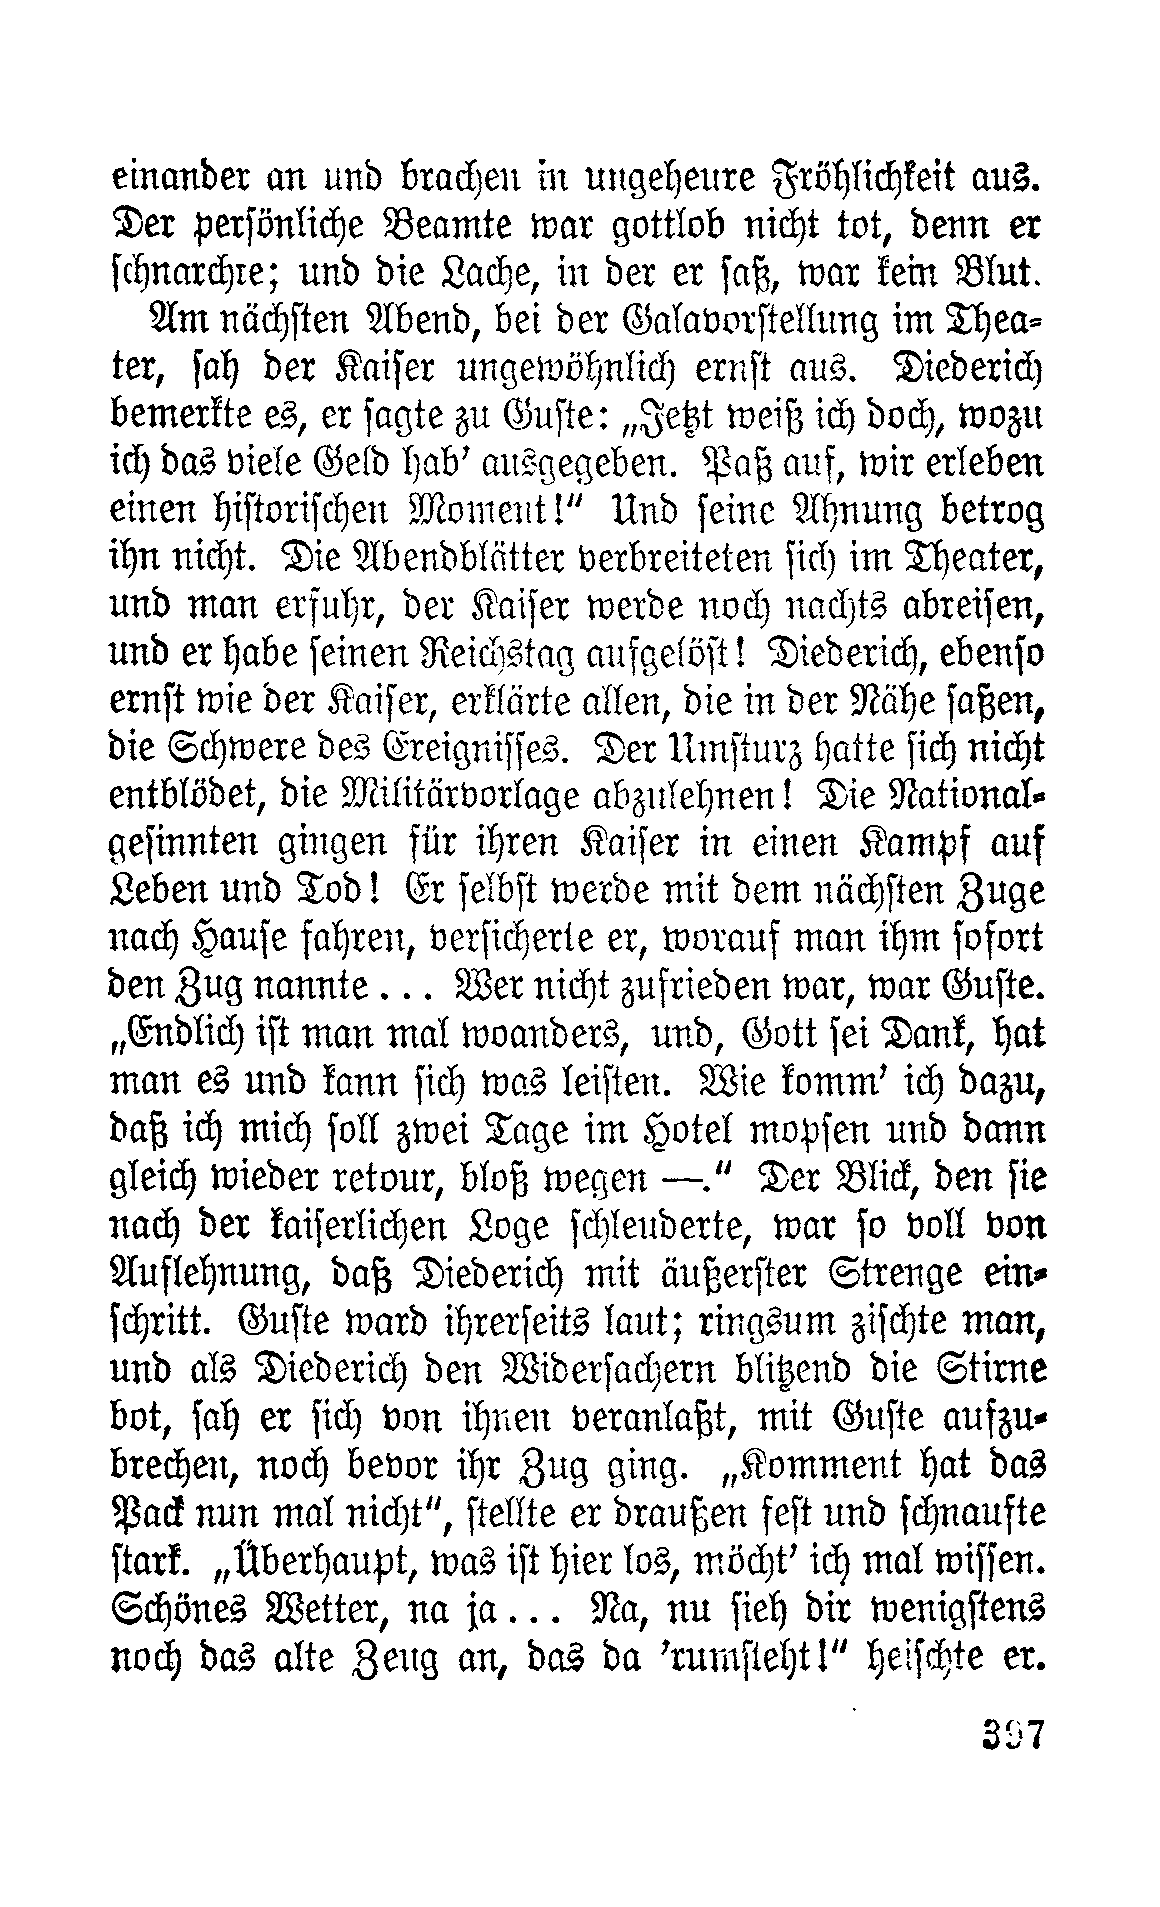 einander an und brachen in ungeheure Fröhlichkeit aus.
Der persönliche Beamte war gottlob nicht tot, denn er
schnarchte; und die Lache, in der er saß, war kein Blut.
Am nächsten Abend, bei der Galavorstellung im Thea-
ter, sah der Kaiser ungewöhnlich ernst aus. Diederich
bemerkte es, er sagte zu Guste: „Jetzt weiß ich doch, wozu
ich das viele Geld hab’ ausgegeben. Paß auf, wir erleben
einen historischen Moment!“ Und seine Ahnung betrog
ihn nicht. Die Abendblätter verbreiteten sich im Theater,
und man erfuhr, der Kaiser werde noch nachts abreisen,
und er habe seinen Reichstag aufgelöst! Diederich, ebenso
ernst wie der Kaiser, erklärte allen, die in der Nähe saßen,
die Schwere des Ereignisses. Der Umsturz hatte sich nicht
entblödet, die Militärvorlage abzulehnen! Die National-
gesinnten gingen für ihren Kaiser in einen Kampf auf
Leben und Tod! Er selbst werde mit dem nächsten Zuge
nach Hause fahren, versicherte er, worauf man ihm sofort
den Zug nannte ... Wer nicht zufrieden war, war Guste.
„Endlich ist man mal woanders, und, Gott sei Dank, hat
man es und kann sich was leisten. Wie komm’ ich dazu,
daß ich mich soll zwei Tage im Hotel mopsen und dann
gleich wieder retour, bloß wegen —.“ Der Blick, den sie
nach der kaiserlichen Loge schleuderte, war so voll von
Auflehnung, daß Diederich mit äußerster Strenge ein-
schritt. Guste ward ihrerseits laut; ringsum zischte man,
und als Diederich den Widersachern blitzend die Stirne
bot, sah er sich von ihnen veranlaßt, mit Guste aufzu-
brechen, noch bevor ihr Zug ging. „Komment hat das
Pack nun mal nicht“, stellte er draußen fest und schnaufte
stark. „Überhaupt, was ist hier los, möcht’ ich mal wissen.
Schönes Wetter, na ja ... Na, nu sieh dir wenigstens
noch das alte Zeug an, das da ’rumsteht!“ heischte er.
397